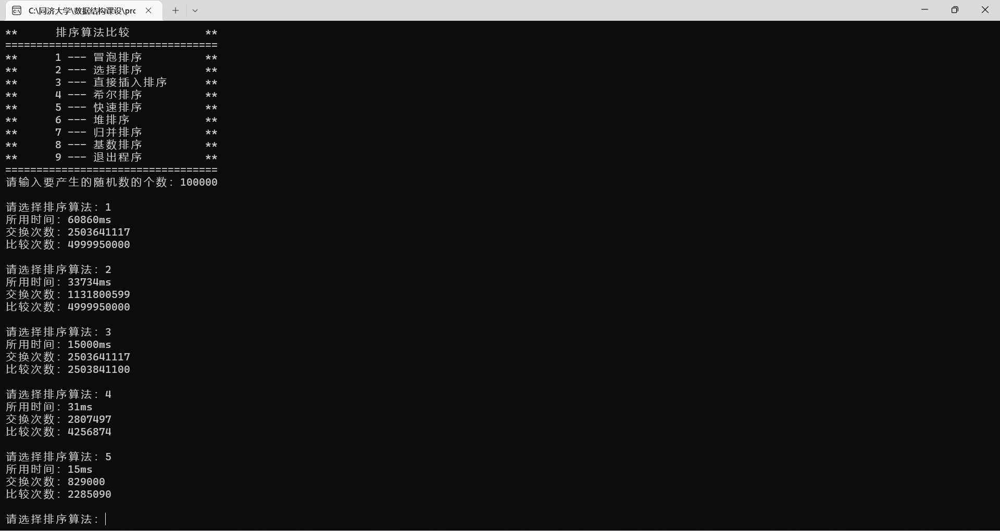 C:\同济大学\数据结构课设\prc
** 排序算法比较 **
==================================
** 1 --- 冒泡排序 **
** 2 --- 选择排序 **
** 3 --- 直接插入排序 **
** 4 --- 希尔排序 **
** 5 --- 快速排序 **
** 6 --- 堆排序 **
** 7 --- 归并排序 **
** 8 --- 基数排序 **
** 9 --- 退出程序 **
==================================
请输入要产生的随机数的个数：100000
请选择排序算法：1
所用时间：60860ms
交换次数：2503641117
比较次数：4999950000
请选择排序算法：2
所用时间：33734ms
交换次数：1131800599
比较次数：4999950000
请选择排序算法：3
所用时间：15000ms
交换次数：2503641117
比较次数：2503841100
请选择排序算法：4
所用时间：31ms
交换次数：2807497
比较次数：4256874
请选择排序算法：5
所用时间：15ms
交换次数：829000
比较次数：2285090
请选择排序算法：